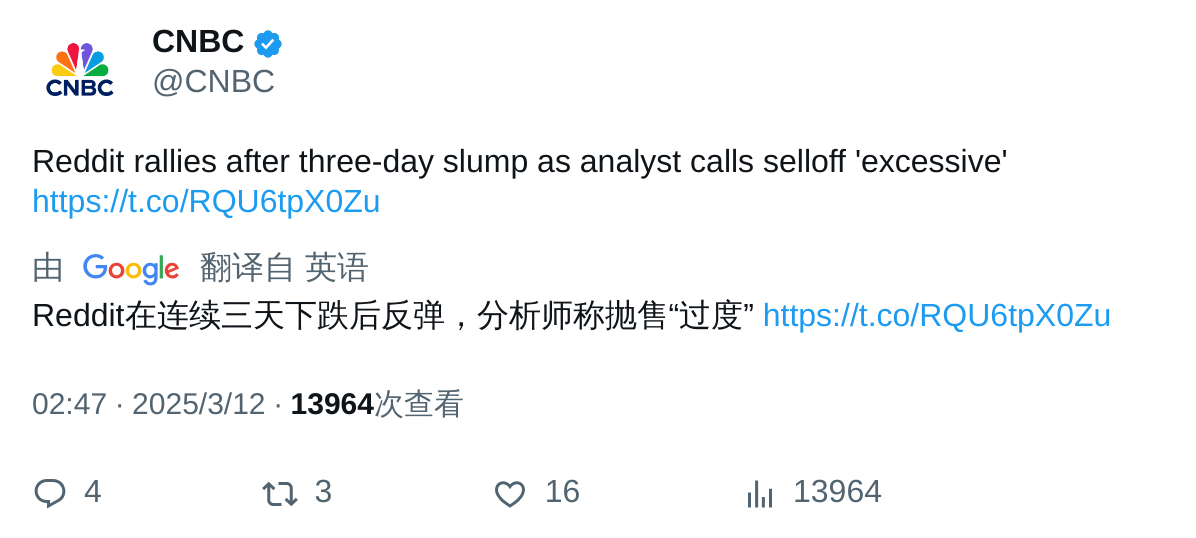 CNBC
CNBC
@CNBC
Reddit rallies after three-day slump as analyst calls selloff 'excessive'
https://t.co/RQU6tpX0Zu
由 Google 翻译自 英语
Reddit在连续三天下跌后反弹，分析师称抛售“过度” https://t.co/RQU6tpX0Zu
02:47 · 2025/3/12 · 13964次查看
4 3 16 13964